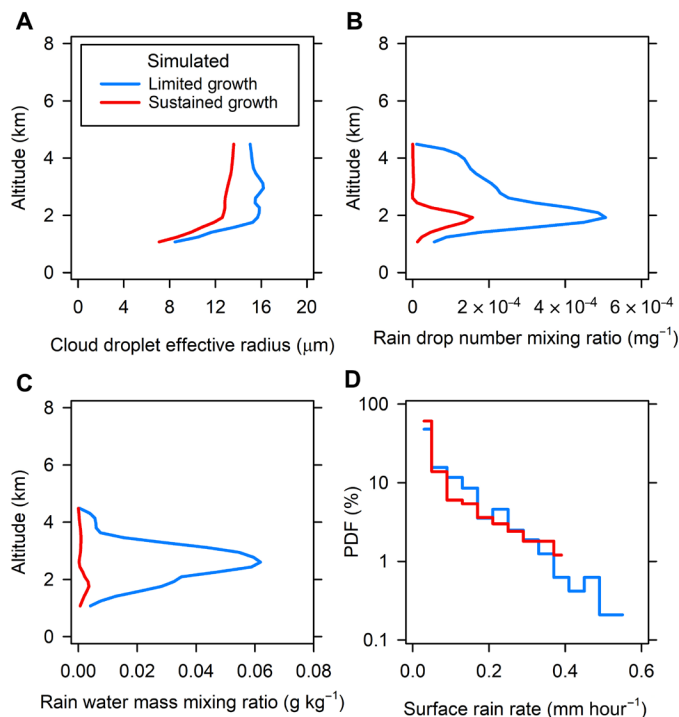 A
Simulated
Limited growth
Sustained growth
Altitude (km)
8
6
4
2
0
0 4 8 12 16 20
Cloud droplet effective radius (μm)
B
Altitude (km)
8
6
4
2
0
0 2 × 10⁻⁴ 4 × 10⁻⁴ 6 × 10⁻⁴
Rain drop number mixing ratio (mg⁻¹)
C
Altitude (km)
8
6
4
2
0
0.00 0.02 0.04 0.06 0.08
Rain water mass mixing ratio (g kg⁻¹)
D
PDF (%)
100
10
1
0.1
0.0 0.2 0.4 0.6
Surface rain rate (mm hour⁻¹)